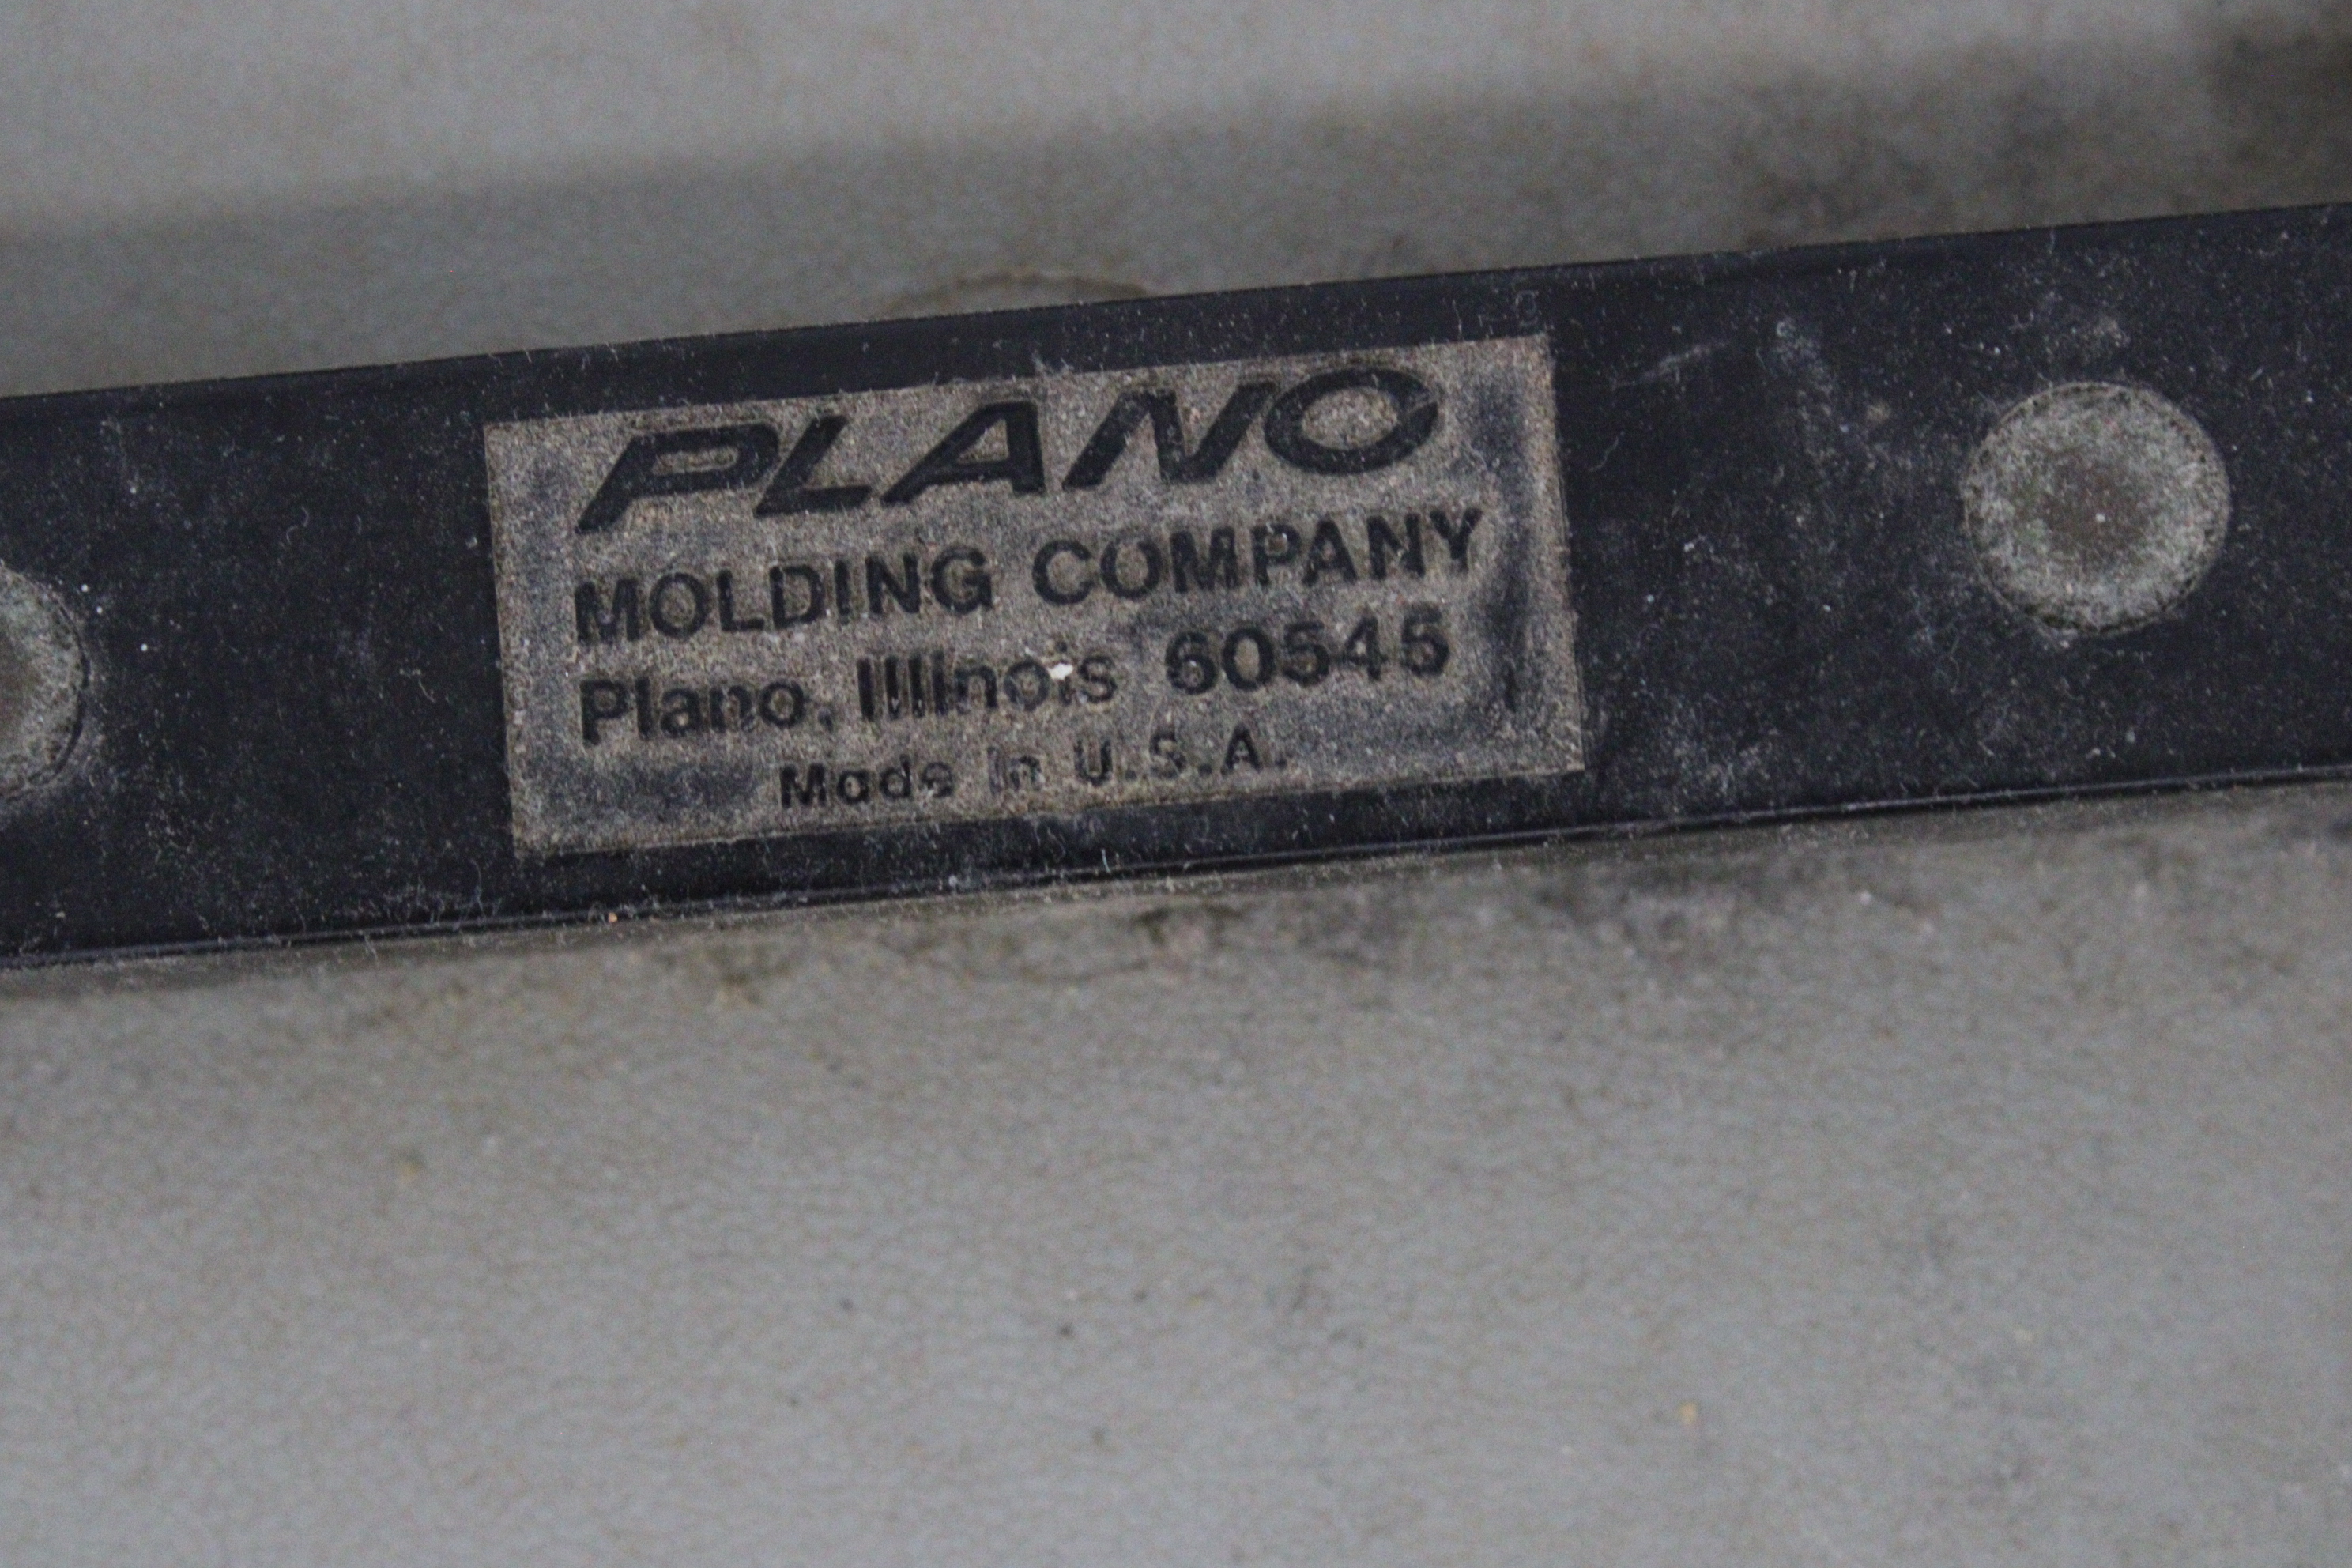 PLANO
MOLDING COMPANY
Plano, Illinois 60545
Made in U.S.A.